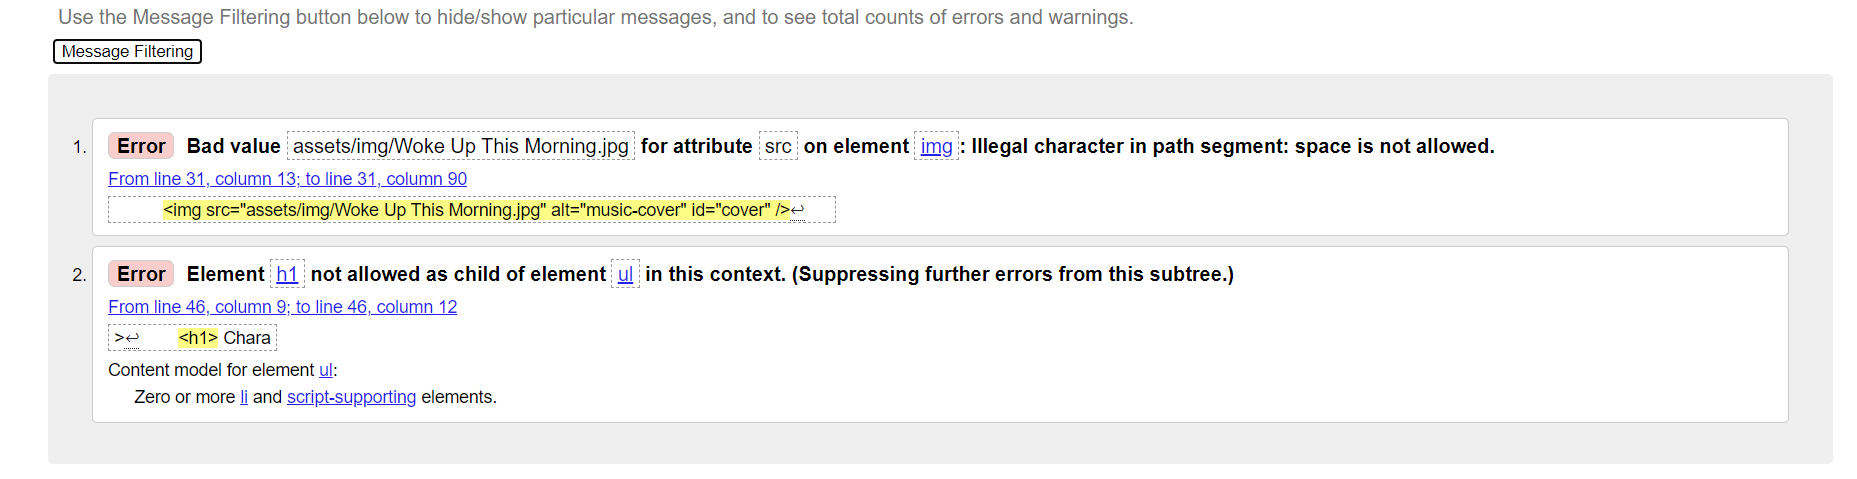 Use the Message Filtering button below to hide/show particular messages, and to see total counts of errors and warnings.
Message Filtering
1. Error Bad value assets/img/Woke Up This Morning.jpg for attribute src on element img: Illegal character in path segment: space is not allowed.
From line 31, column 13; to line 31, column 90
<img src="assets/img/Woke Up This Morning.jpg" alt="music-cover" id="cover" />↩
2. Error Element h1 not allowed as child of element ul in this context. (Suppressing further errors from this subtree.)
From line 46, column 9; to line 46, column 12
>↩ <h1> Chara
Content model for element ul:
Zero or more li and script-supporting elements.